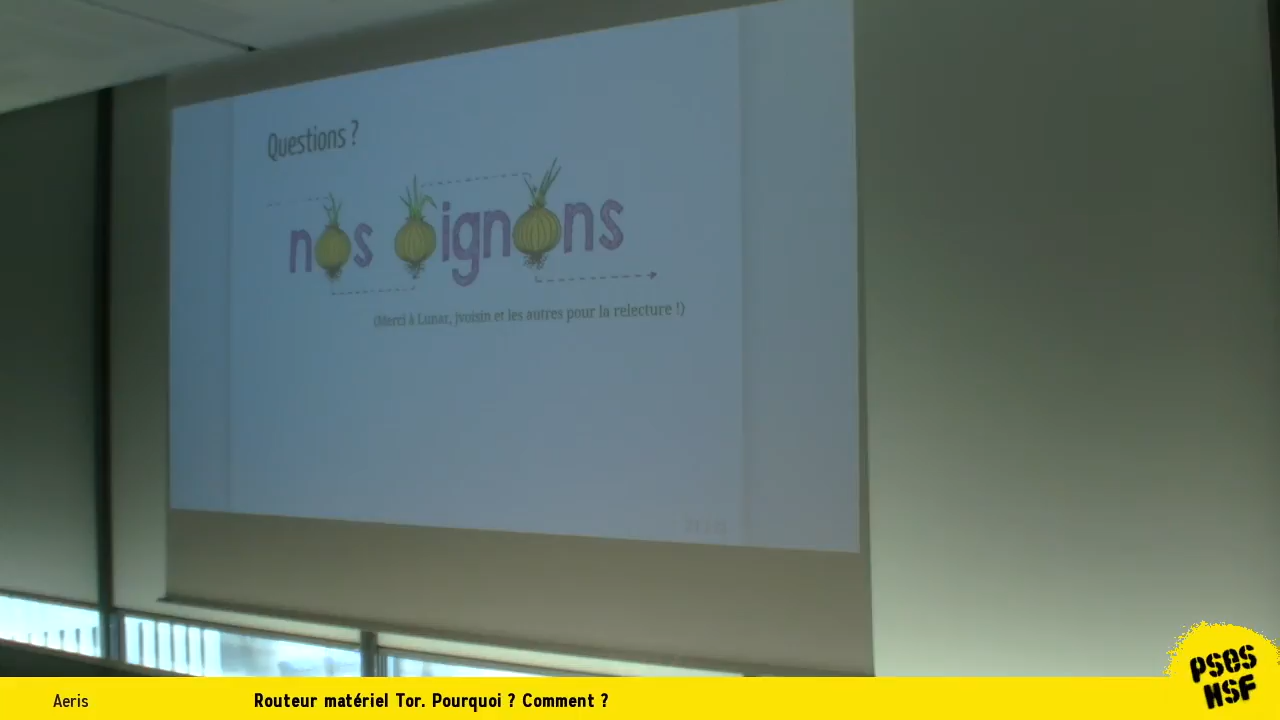 Questions ?
nos oignons
(Merci à Lunar, jvoisin et les autres pour la relecture !)
PSES
HSF
Aeris
Routeur matériel Tor. Pourquoi ? Comment ?